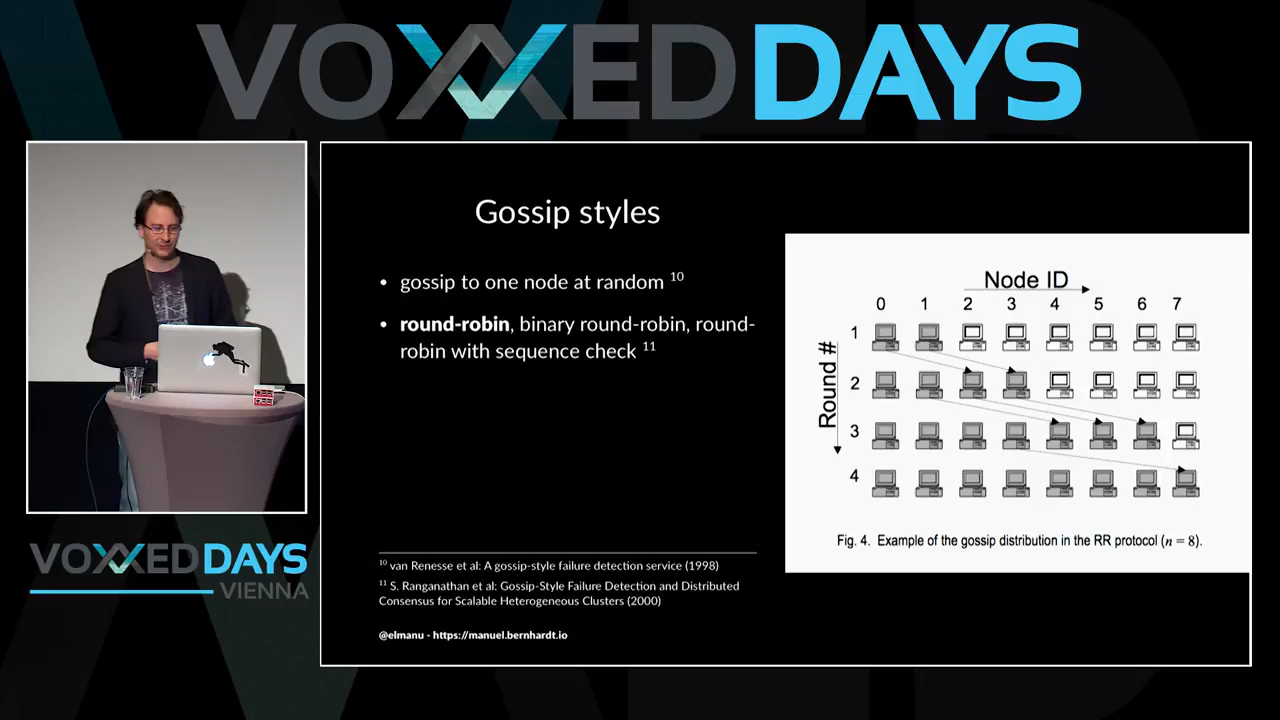 VOXXED DAYS
Gossip styles
• gossip to one node at random 10
• round-robin, binary round-robin, round-
robin with sequence check 11
10 van Renesse et al: A gossip-style failure detection service (1998)
11 S. Ranganathan et al: Gossip-Style Failure Detection and Distributed
Consensus for Scalable Heterogeneous Clusters (2000)
@elmanu - https://manuel.bernhardt.io
Node ID
0 1 2 3 4 5 6 7
Round #
1
2
3
4
Fig. 4. Example of the gossip distribution in the RR protocol (n = 8).
VOXXED DAYS
VIENNA